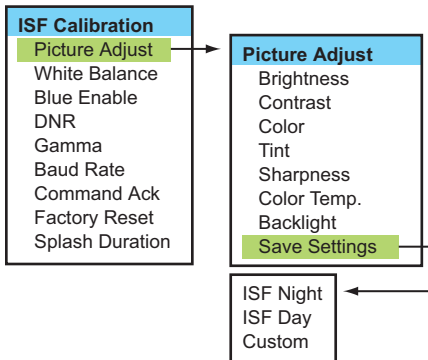 ISF Calibration
Picture Adjust
White Balance
Blue Enable
DNR
Gamma
Baud Rate
Command Ack
Factory Reset
Splash Duration
Picture Adjust
Brightness
Contrast
Color
Tint
Sharpness
Color Temp.
Backlight
Save Settings
ISF Night
ISF Day
Custom